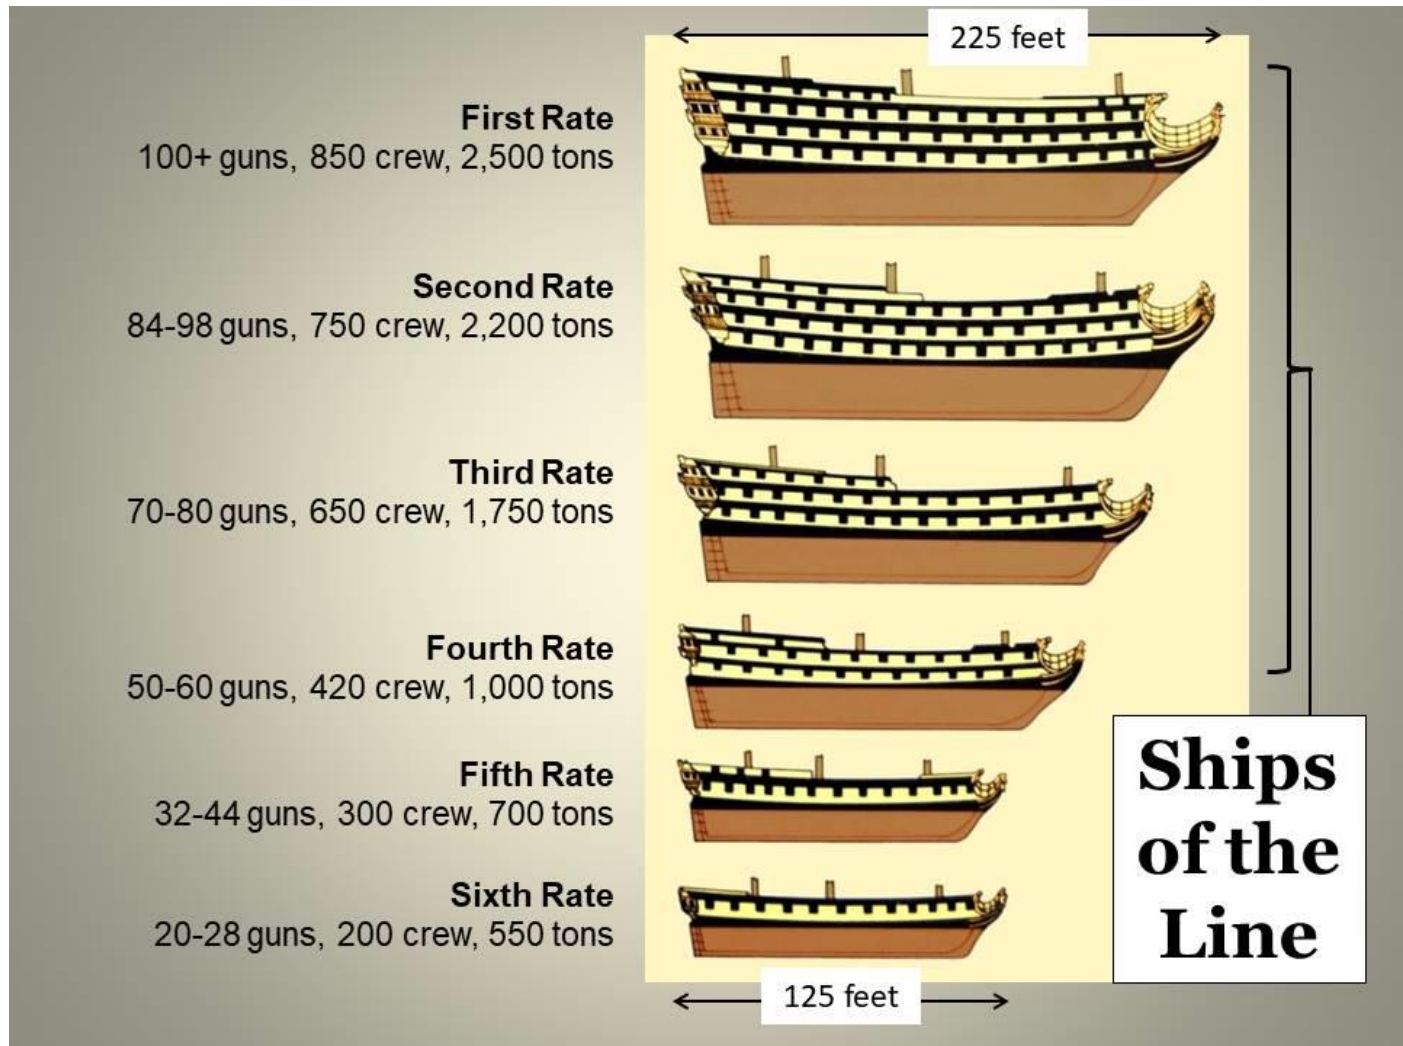 225 feet
First Rate
100+ guns, 850 crew, 2,500 tons
Second Rate
84-98 guns, 750 crew, 2,200 tons
Third Rate
70-80 guns, 650 crew, 1,750 tons
Fourth Rate
50-60 guns, 420 crew, 1,000 tons
Fifth Rate
32-44 guns, 300 crew, 700 tons
Sixth Rate
20-28 guns, 200 crew, 550 tons
Ships
of the
Line
125 feet